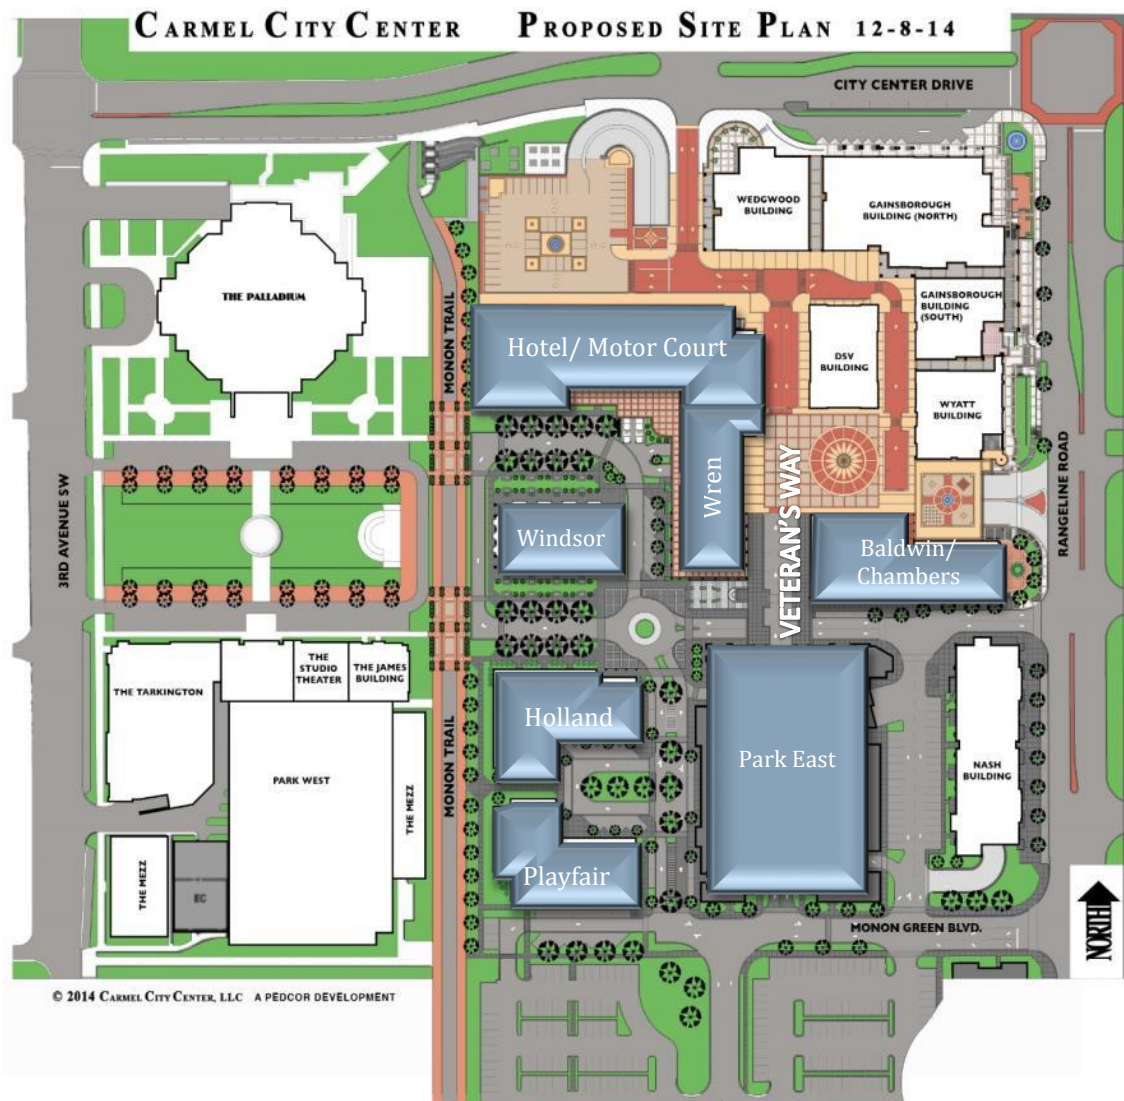 CARMEL CITY CENTER PROPOSED SITE PLAN 12-8-14
CITY CENTER DRIVE
WEDGWOOD
BUILDING
GAINSBOROUGH
BUILDING (NORTH)
THE PALLADIUM
MONON TRAIL
GAINSBOROUGH
BUILDING
(SOUTH)
Hotel/ Motor Court
DSV
BUILDING
WYATT
BUILDING
3RD AVENUE SW
Wren
VETERAN'S WAY
RANGELINE ROAD
Windsor
Baldwin/
Chambers
THE TARKINGTON
THE
STUDIO
THEATER
THE JAMES
BUILDING
Holland
MONON TRAIL
PARK WEST
THE MEZZ
Park East
NASH
BUILDING
THE MEZZ
EC
Playfair
MONON GREEN BLVD.
NORTH
© 2014 CARMEL CITY CENTER, LLC A PEDCOR DEVELOPMENT